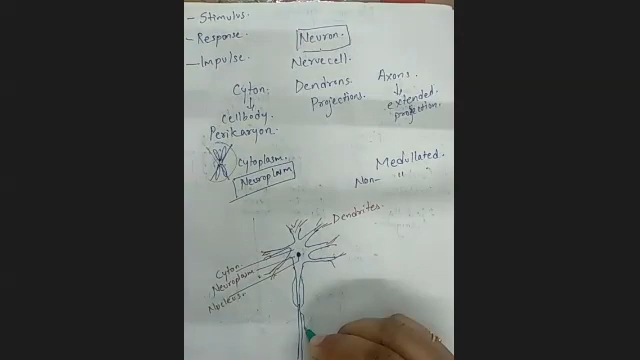 - Stimulus.
- Response
- Impulse
Neuron.
Nervecell.
Cyton.
Dendrons
Axons.
↓
cellbody.
Perikaryon
Projections.
↓
extended
projection.
Cytoplasm.
Neuroplasm
Medullated.
Non- "
Dendrites.
Cyton.
Neuroplasm
Nucleus.